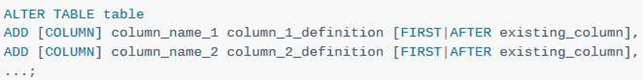 ALTER TABLE table
ADD [COLUMN] column_name_1 column_1_definition [FIRST|AFTER existing_column],
ADD [COLUMN] column_name_2 column_2_definition [FIRST|AFTER existing_column],
...;